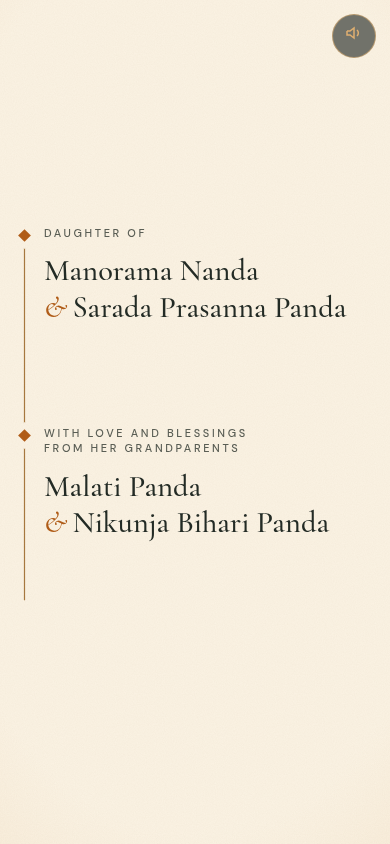 DAUGHTER OF
Manorama Nanda
& Sarada Prasanna Panda
WITH LOVE AND BLESSINGS
FROM HER GRANDPARENTS
Malati Panda
& Nikunja Bihari Panda